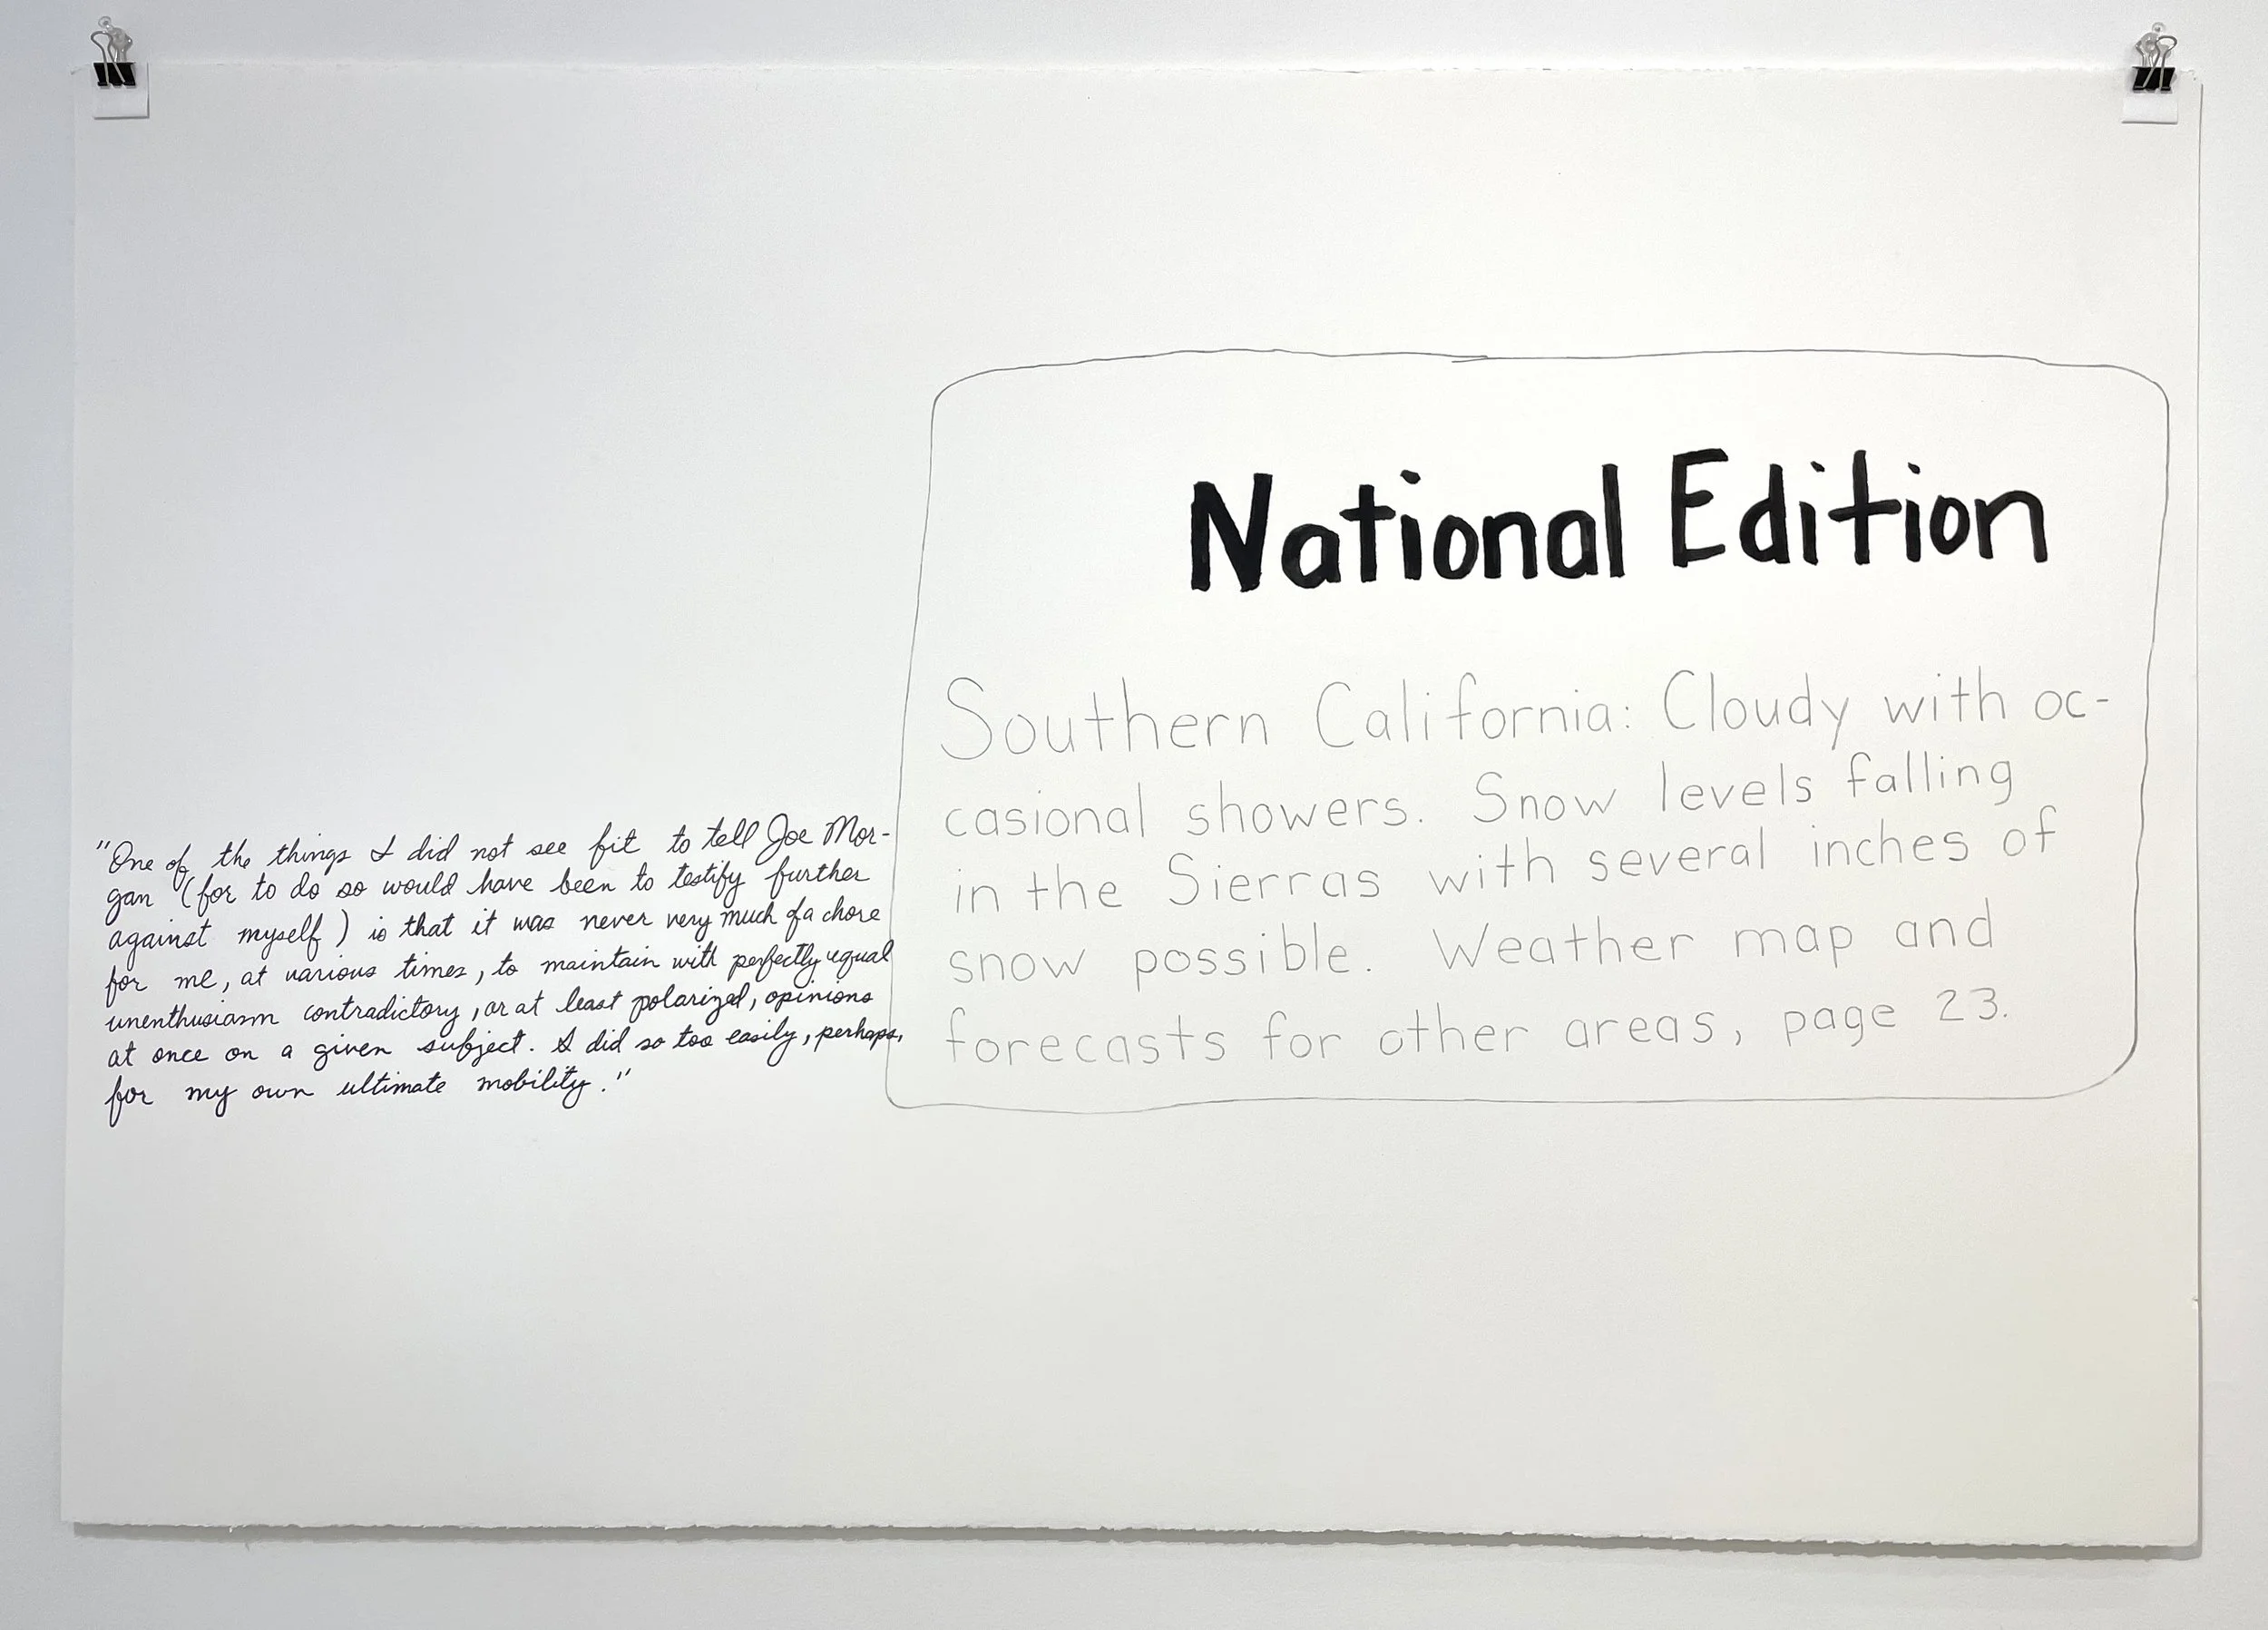 "One of the things I did not see fit to tell Joe Mor-
gan (for to do so would have been to testify further
against myself) is that it was never very much of a chore
for me, at various times, to maintain with perfectly equal
unenthusiasm contradictory, or at least polarized, opinions
at once on a given subject. I did so too easily, perhaps,
for my own ultimate mobility."
National Edition
Southern California: Cloudy with oc-
casional showers. Snow levels falling
in the Sierras with several inches of
snow possible. Weather map and
forecasts for other areas, page 23.